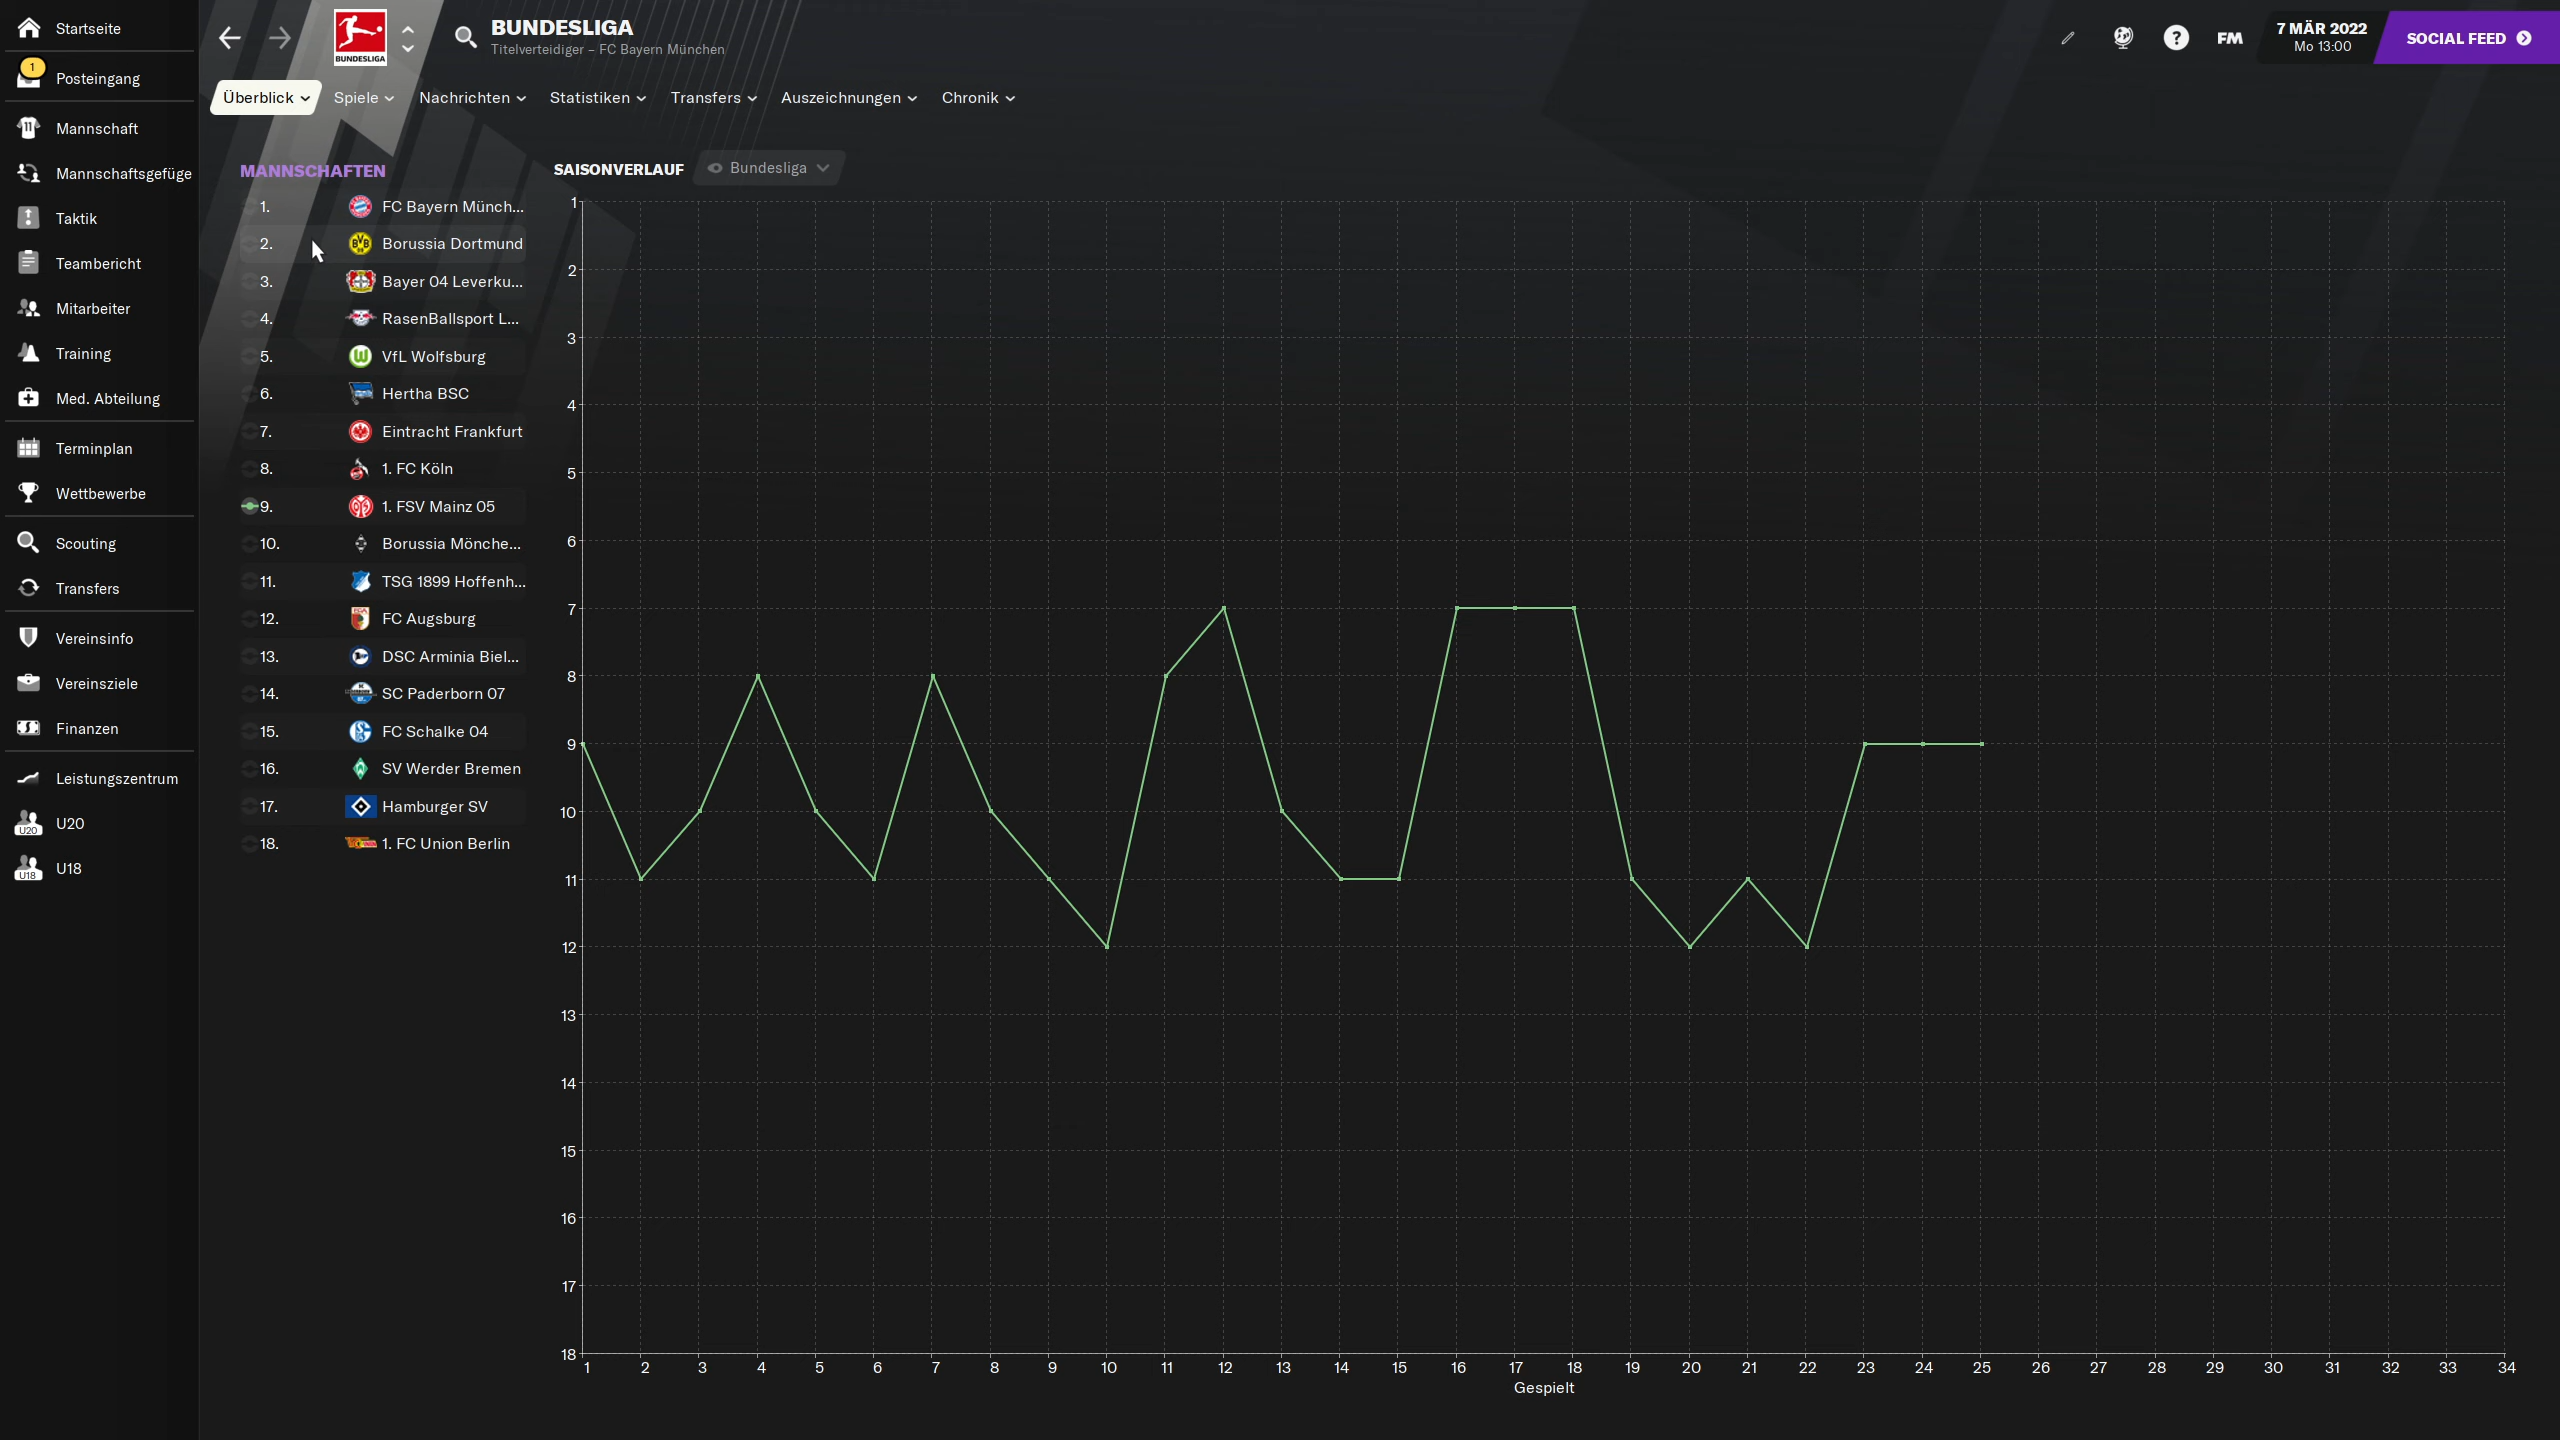 Startseite
1
Posteingang
Mannschaft
Mannschaftsgefüge
Taktik
Teambericht
Mitarbeiter
Training
Med. Abteilung
Terminplan
Wettbewerbe
Scouting
Transfers
Vereinsinfo
Vereinsziele
Finanzen
Leistungszentrum
U20
U20
U18
U18
BUNDESLIGA
BUNDESLIGA
Titelverteidiger – FC Bayern München
FM
7 MÄR 2022
Mo 13:00
SOCIAL FEED
Überblick Spiele Nachrichten Statistiken Transfers Auszeichnungen Chronik
MANNSCHAFTEN
1. FC Bayern Münch...
2. Borussia Dortmund
3. Bayer 04 Leverku...
4. RasenBallsport L...
5. VfL Wolfsburg
6. Hertha BSC
7. Eintracht Frankfurt
8. 1. FC Köln
9. 1. FSV Mainz 05
10. Borussia Mönche...
11. TSG 1899 Hoffenh...
12. FC Augsburg
13. DSC Arminia Biel...
14. SC Paderborn 07
15. FC Schalke 04
16. SV Werder Bremen
17. Hamburger SV
18. 1. FC Union Berlin
SAISONVERLAUF Bundesliga
1
2
3
4
5
6
7
8
9
10
11
12
13
14
15
16
17
18
1 2 3 4 5 6 7 8 9 10 11 12 13 14 15 16 17 18 19 20 21 22 23 24 25 26 27 28 29 30 31 32 33 34
Gespielt